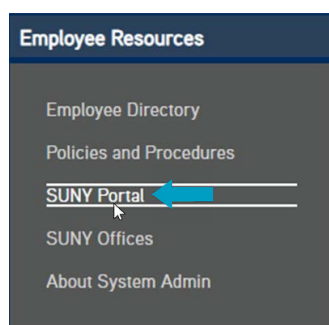 Employee Resources
Employee Directory
Policies and Procedures
SUNY Portal
SUNY Offices
About System Admin